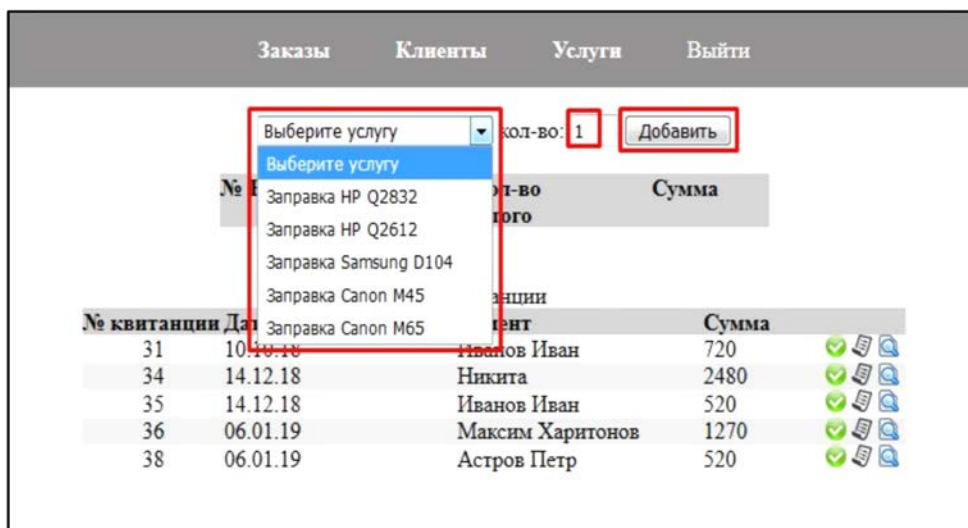 Заказы Клиенты Услуги Выйти
Выберите услугу кол-во: 1 Добавить
Выберите услугу
№ Сумма
Заправка HP Q2832
Заправка HP Q2612
Заправка Samsung D104
Заправка Canon M45
Заправка Canon M65
№ квитанции Сумма
31 10.10.18 Иванов Иван 720
34 14.12.18 Никита 2480
35 14.12.18 Иванов Иван 520
36 06.01.19 Максим Харитонов 1270
38 06.01.19 Астров Петр 520